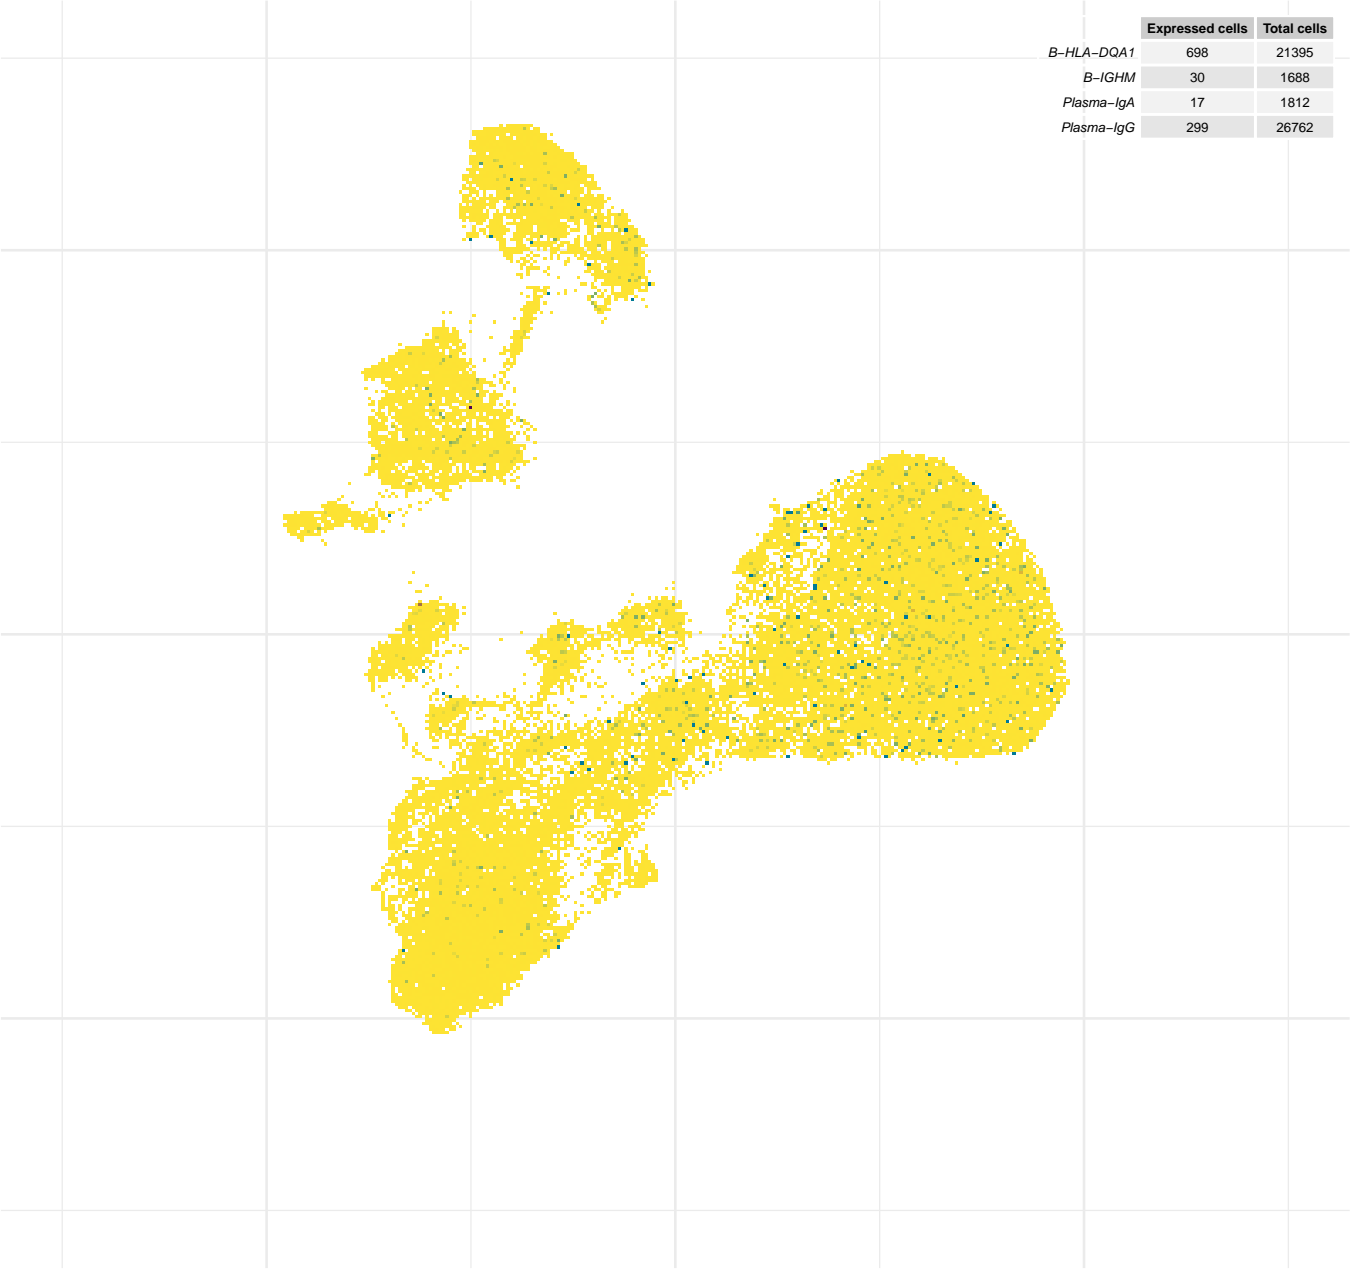 Expressed cells Total cells
B−HLA−DQA1 698 21395
B−IGHM 30 1688
Plasma−IgA 17 1812
Plasma−IgG 299 26762